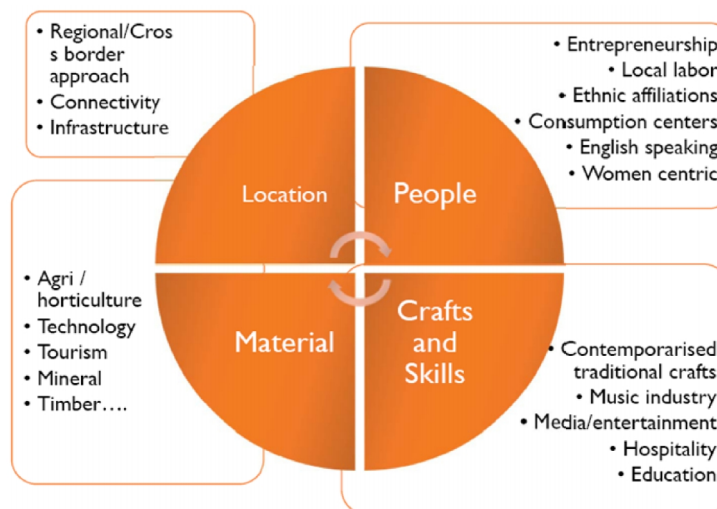 • Regional/Cros
s border
approach
• Connectivity
• Infrastructure
• Entrepreneurship
• Local labor
• Ethnic affiliations
• Consumption centers
• English speaking
• Women centric
Location
People
• Agri /
horticulture
• Technology
• Tourism
• Mineral
• Timber….
Material
Crafts
and
Skills
• Contemporarised
traditional crafts
• Music industry
• Media/entertainment
• Hospitality
• Education